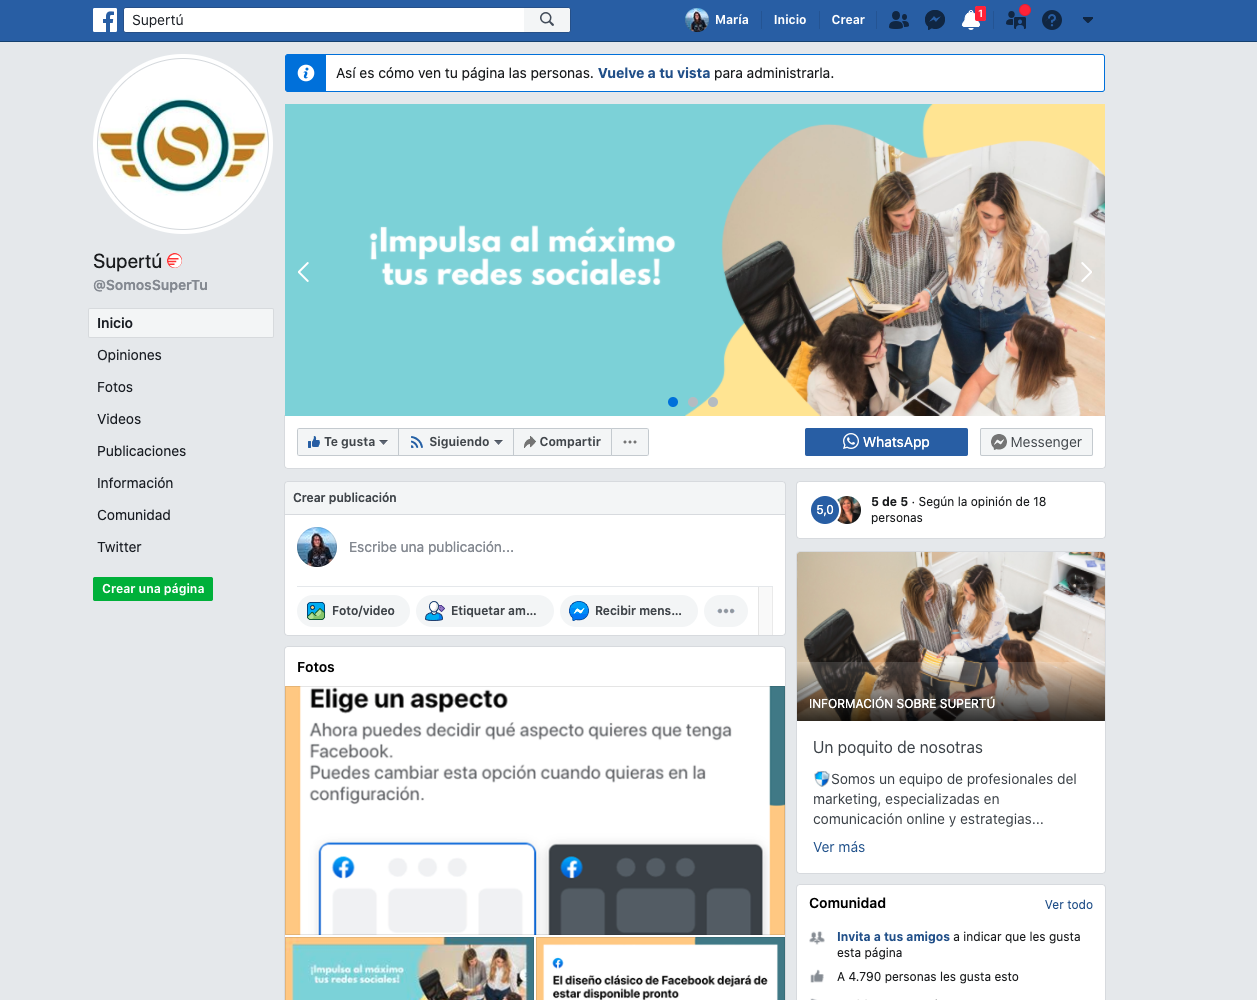 Supertú
María
Inicio
Crear
1
Así es cómo ven tu página las personas. Vuelve a tu vista para administrarla.
S
¡Impulsa al máximo
tus redes sociales!
Supertú
@SomosSuperTu
Inicio
Opiniones
Fotos
Videos
Publicaciones
Información
Comunidad
Twitter
Crear una página
Te gusta
Siguiendo
Compartir
WhatsApp
Messenger
Crear publicación
Escribe una publicación...
Foto/video
Etiquetar am...
Recibir mens...
Fotos
Elige un aspecto
Ahora puedes decidir qué aspecto quieres que tenga
Facebook.
Puedes cambiar esta opción cuando quieras en la
configuración.
¡Impulsa al máximo
tus redes sociales!
El diseño clásico de Facebook dejará de
estar disponible pronto
5,0
5 de 5 · Según la opinión de 18
personas
INFORMACIÓN SOBRE SUPERTÚ
Un poquito de nosotras
Somos un equipo de profesionales del
marketing, especializadas en
comunicación online y estrategias...
Ver más
Comunidad
Ver todo
Invita a tus amigos a indicar que les gusta
esta página
A 4.790 personas les gusta esto